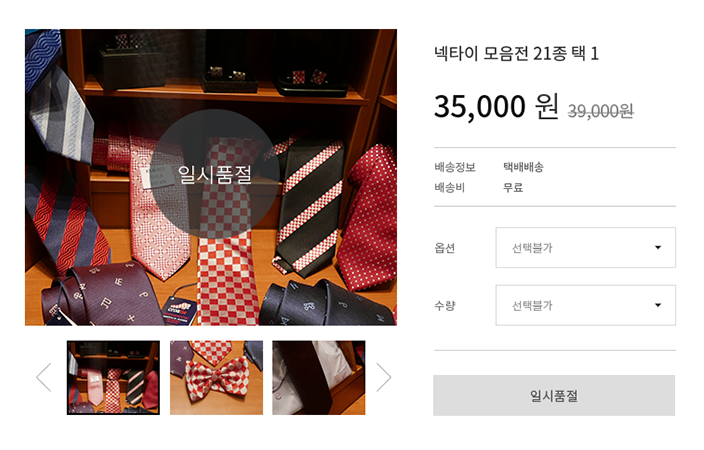 넥타이 모음전 21종 택 1
35,000 원 39,000원
일시품절
배송정보 택배배송
배송비 무료
옵션 선택불가
수량 선택불가
일시품절